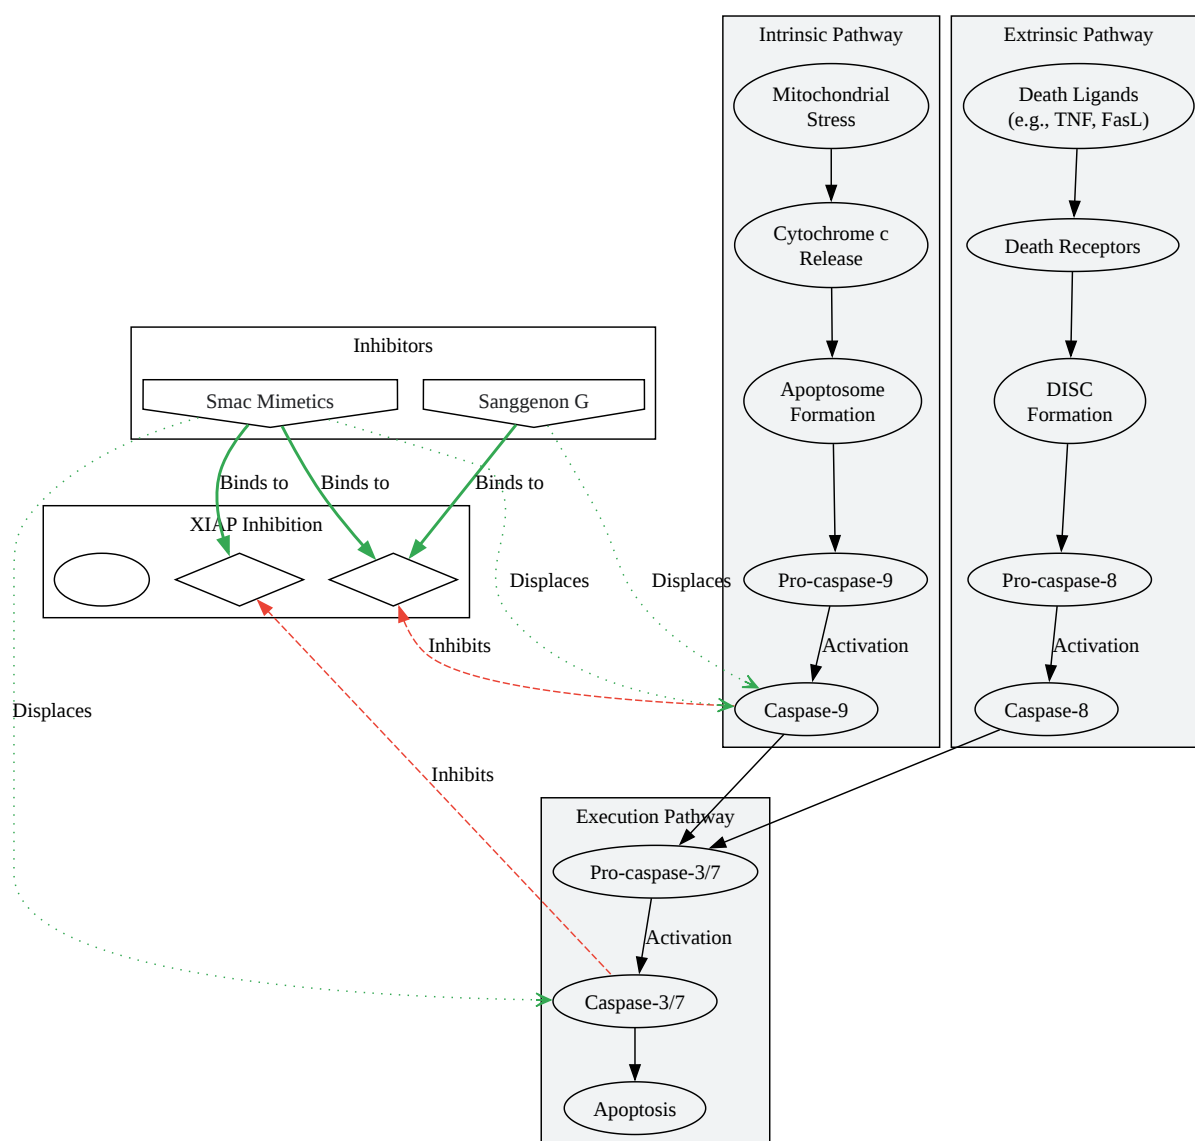 Intrinsic Pathway
Extrinsic Pathway
Mitochondrial
Stress
Death Ligands
(e.g., TNF, FasL)
Cytochrome c
Release
Death Receptors
Inhibitors
Smac Mimetics
Sanggenon G
Apoptosome
Formation
DISC
Formation
Binds to
Binds to
Binds to
XIAP Inhibition
Displaces
Displaces
Pro-caspase-9
Pro-caspase-8
Inhibits
Activation
Activation
Displaces
Caspase-9
Caspase-8
Inhibits
Execution Pathway
Pro-caspase-3/7
Activation
Caspase-3/7
Apoptosis